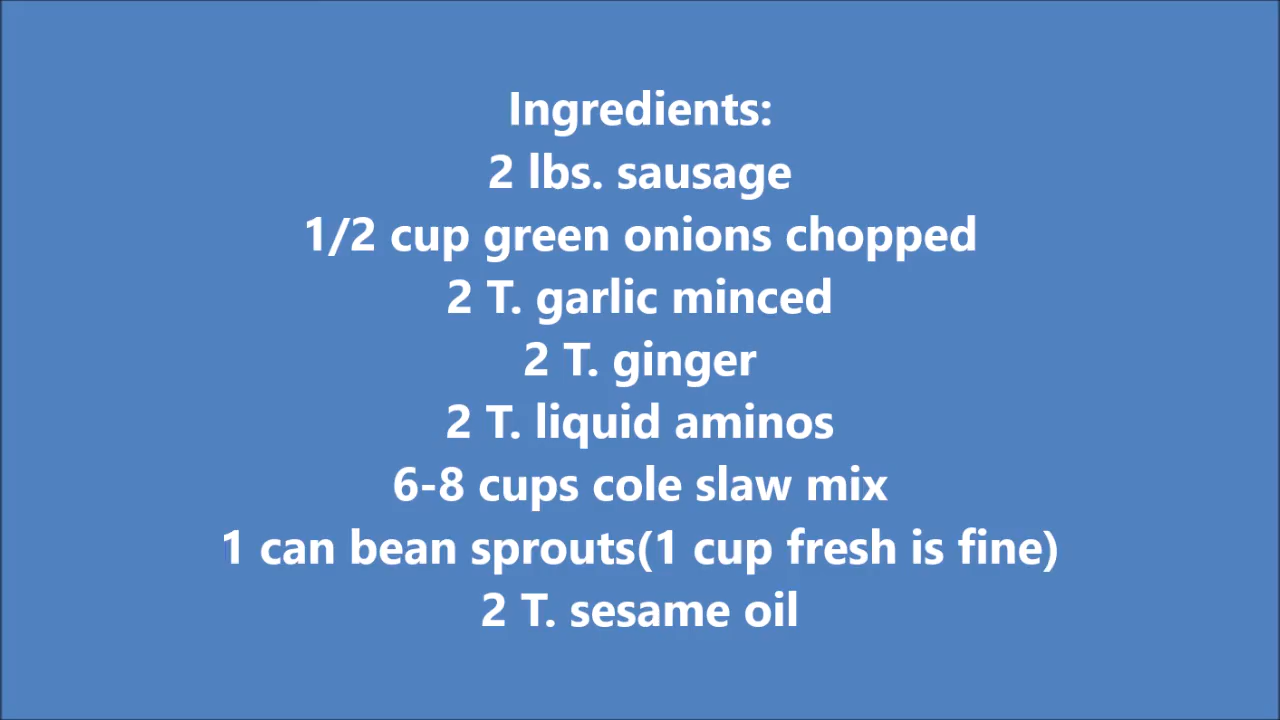 Ingredients:
2 lbs. sausage
1/2 cup green onions chopped
2 T. garlic minced
2 T. ginger
2 T. liquid aminos
6-8 cups cole slaw mix
1 can bean sprouts(1 cup fresh is fine)
2 T. sesame oil